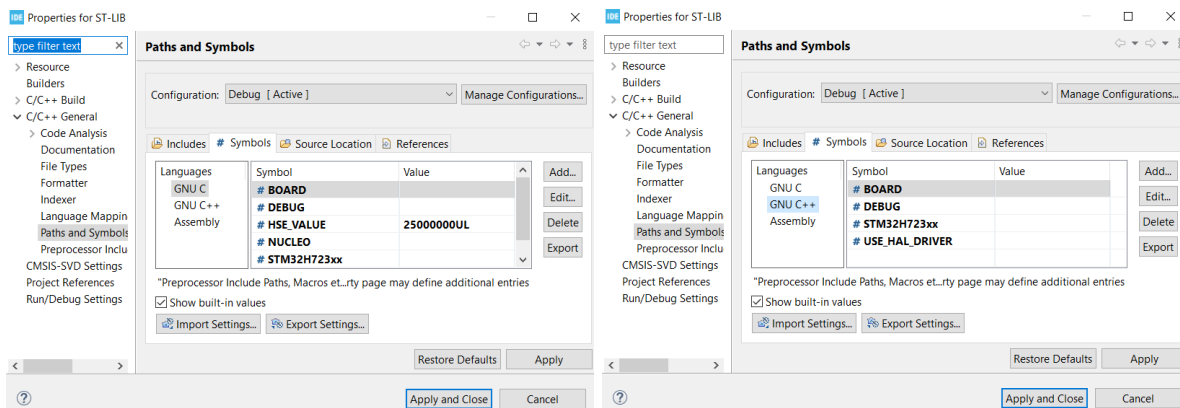 IDE Properties for ST-LIB
type filter text
Resource
Builders
C/C++ Build
C/C++ General
Code Analysis
Documentation
File Types
Formatter
Indexer
Language Mappin
Paths and Symbols
Preprocessor Inclu
CMSIS-SVD Settings
Project References
Run/Debug Settings
Paths and Symbols
Configuration: Debug [ Active ]
Manage Configurations...
Includes # Symbols Source Location References
Languages
GNU C
GNU C++
Assembly
Symbol Value
# BOARD
# DEBUG
# HSE_VALUE 25000000UL
# NUCLEO
# STM32H723xx
Add...
Edit...
Delete
Export
"Preprocessor Include Paths, Macros et...rty page may define additional entries
Show built-in values
Import Settings... Export Settings...
Restore Defaults Apply
Apply and Close Cancel
IDE Properties for ST-LIB
type filter text
Resource
Builders
C/C++ Build
C/C++ General
Code Analysis
Documentation
File Types
Formatter
Indexer
Language Mappin
Paths and Symbols
Preprocessor Inclu
CMSIS-SVD Settings
Project References
Run/Debug Settings
Paths and Symbols
Configuration: Debug [ Active ]
Manage Configurations...
Includes # Symbols Source Location References
Languages
GNU C
GNU C++
Assembly
Symbol Value
# BOARD
# DEBUG
# STM32H723xx
# USE_HAL_DRIVER
Add...
Edit...
Delete
Export
"Preprocessor Include Paths, Macros et...rty page may define additional entries
Show built-in values
Import Settings... Export Settings...
Restore Defaults Apply
Apply and Close Cancel